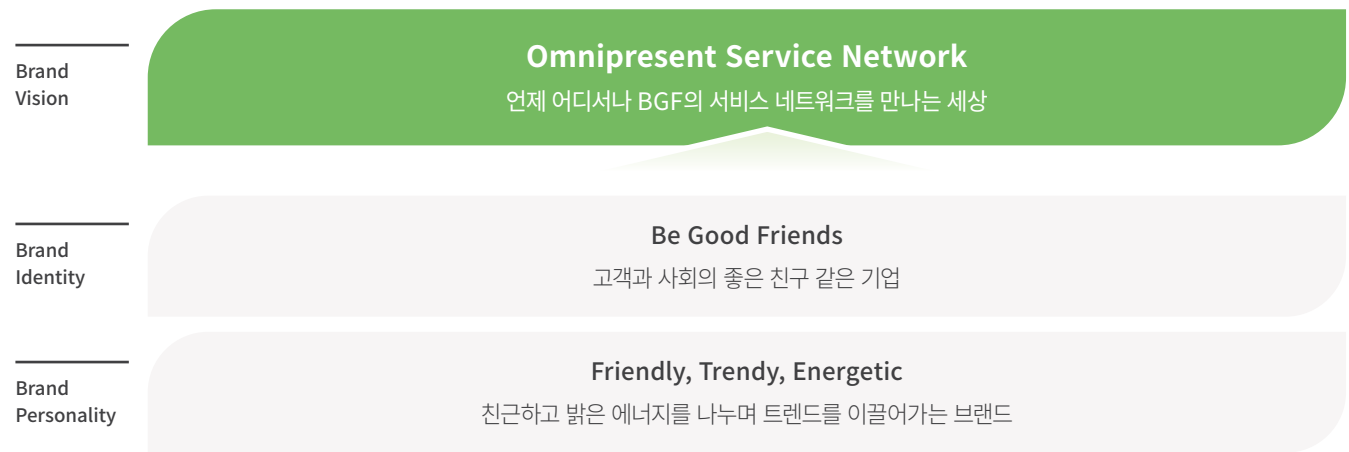 Brand
Vision
Omnipresent Service Network
언제 어디서나 BGF의 서비스 네트워크를 만나는 세상
Brand
Identity
Be Good Friends
고객과 사회의 좋은 친구 같은 기업
Brand
Personality
Friendly, Trendy, Energetic
친근하고 밝은 에너지를 나누며 트렌드를 이끌어가는 브랜드